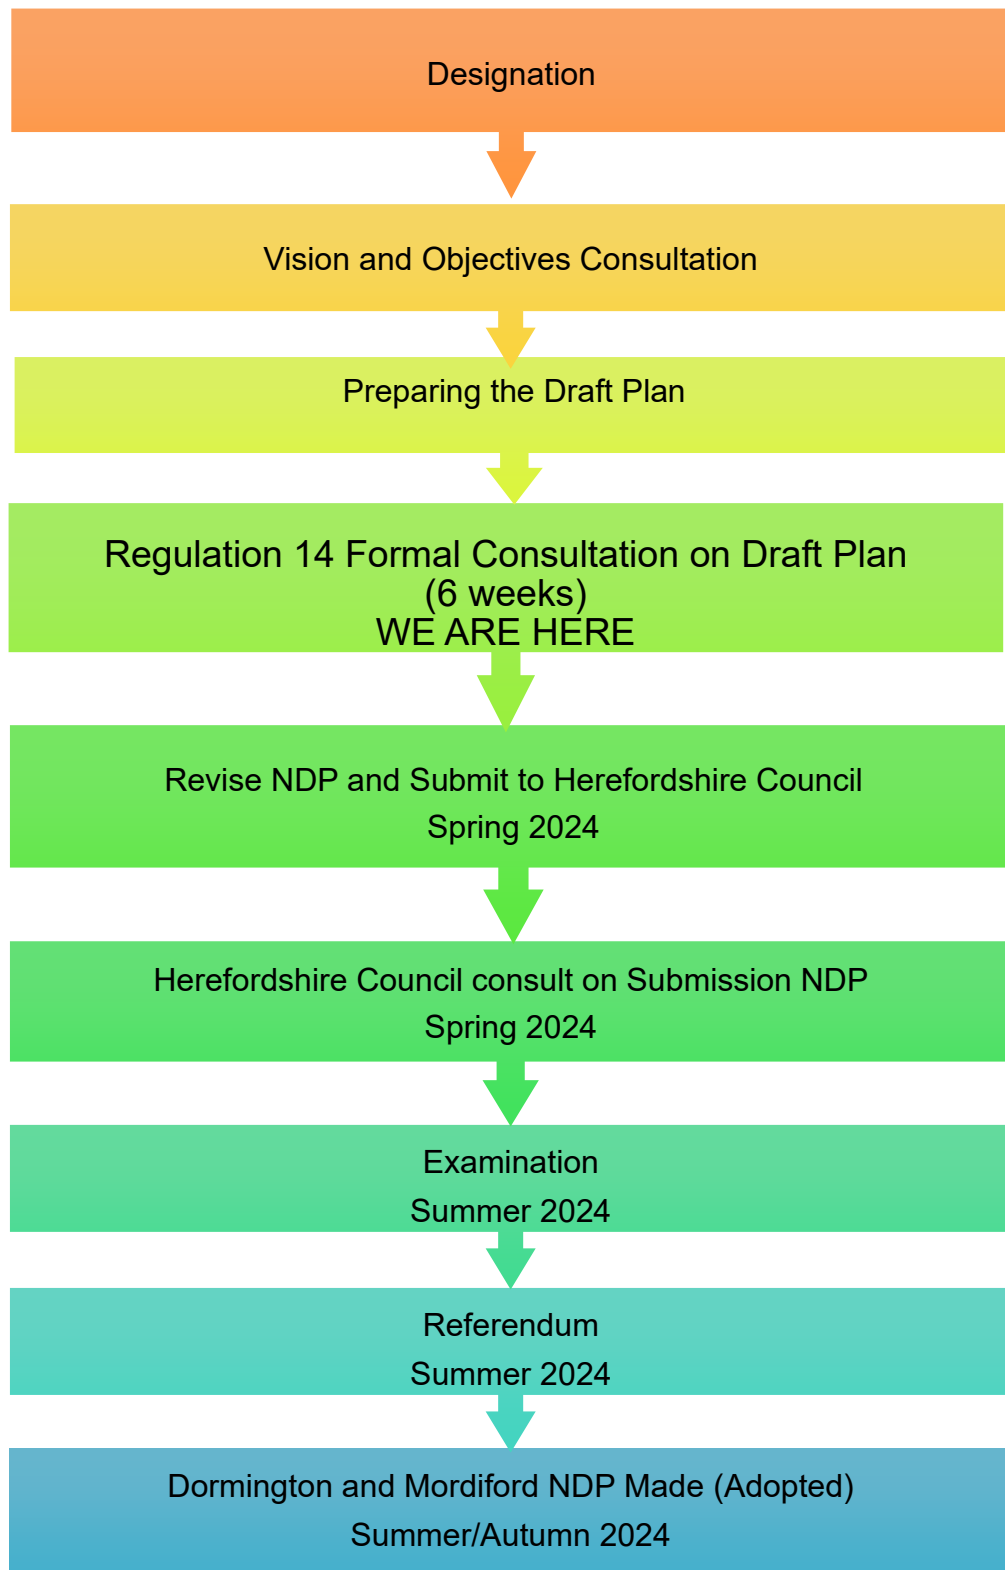 Designation
Vision and Objectives Consultation
Preparing the Draft Plan
Regulation 14 Formal Consultation on Draft Plan
(6 weeks)
WE ARE HERE
Revise NDP and Submit to Herefordshire Council
Spring 2024
Herefordshire Council consult on Submission NDP
Spring 2024
Examination
Summer 2024
Referendum
Summer 2024
Dormington and Mordiford NDP Made (Adopted)
Summer/Autumn 2024